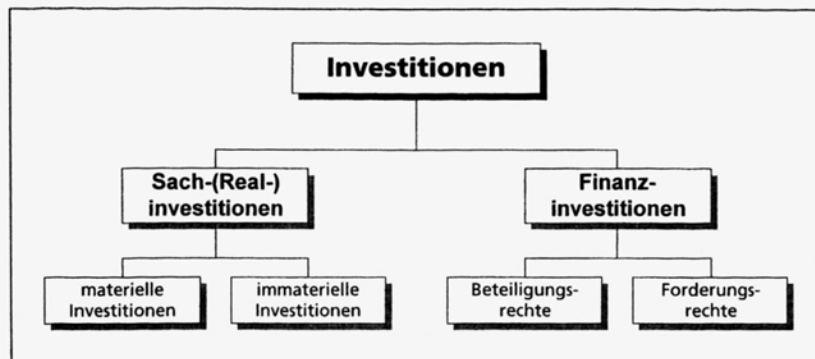 Investitionen
Sach-(Real-)
investitionen
Finanz-
investitionen
materielle
Investitionen
immaterielle
Investitionen
Beteiligungs-
rechte
Forderungs-
rechte